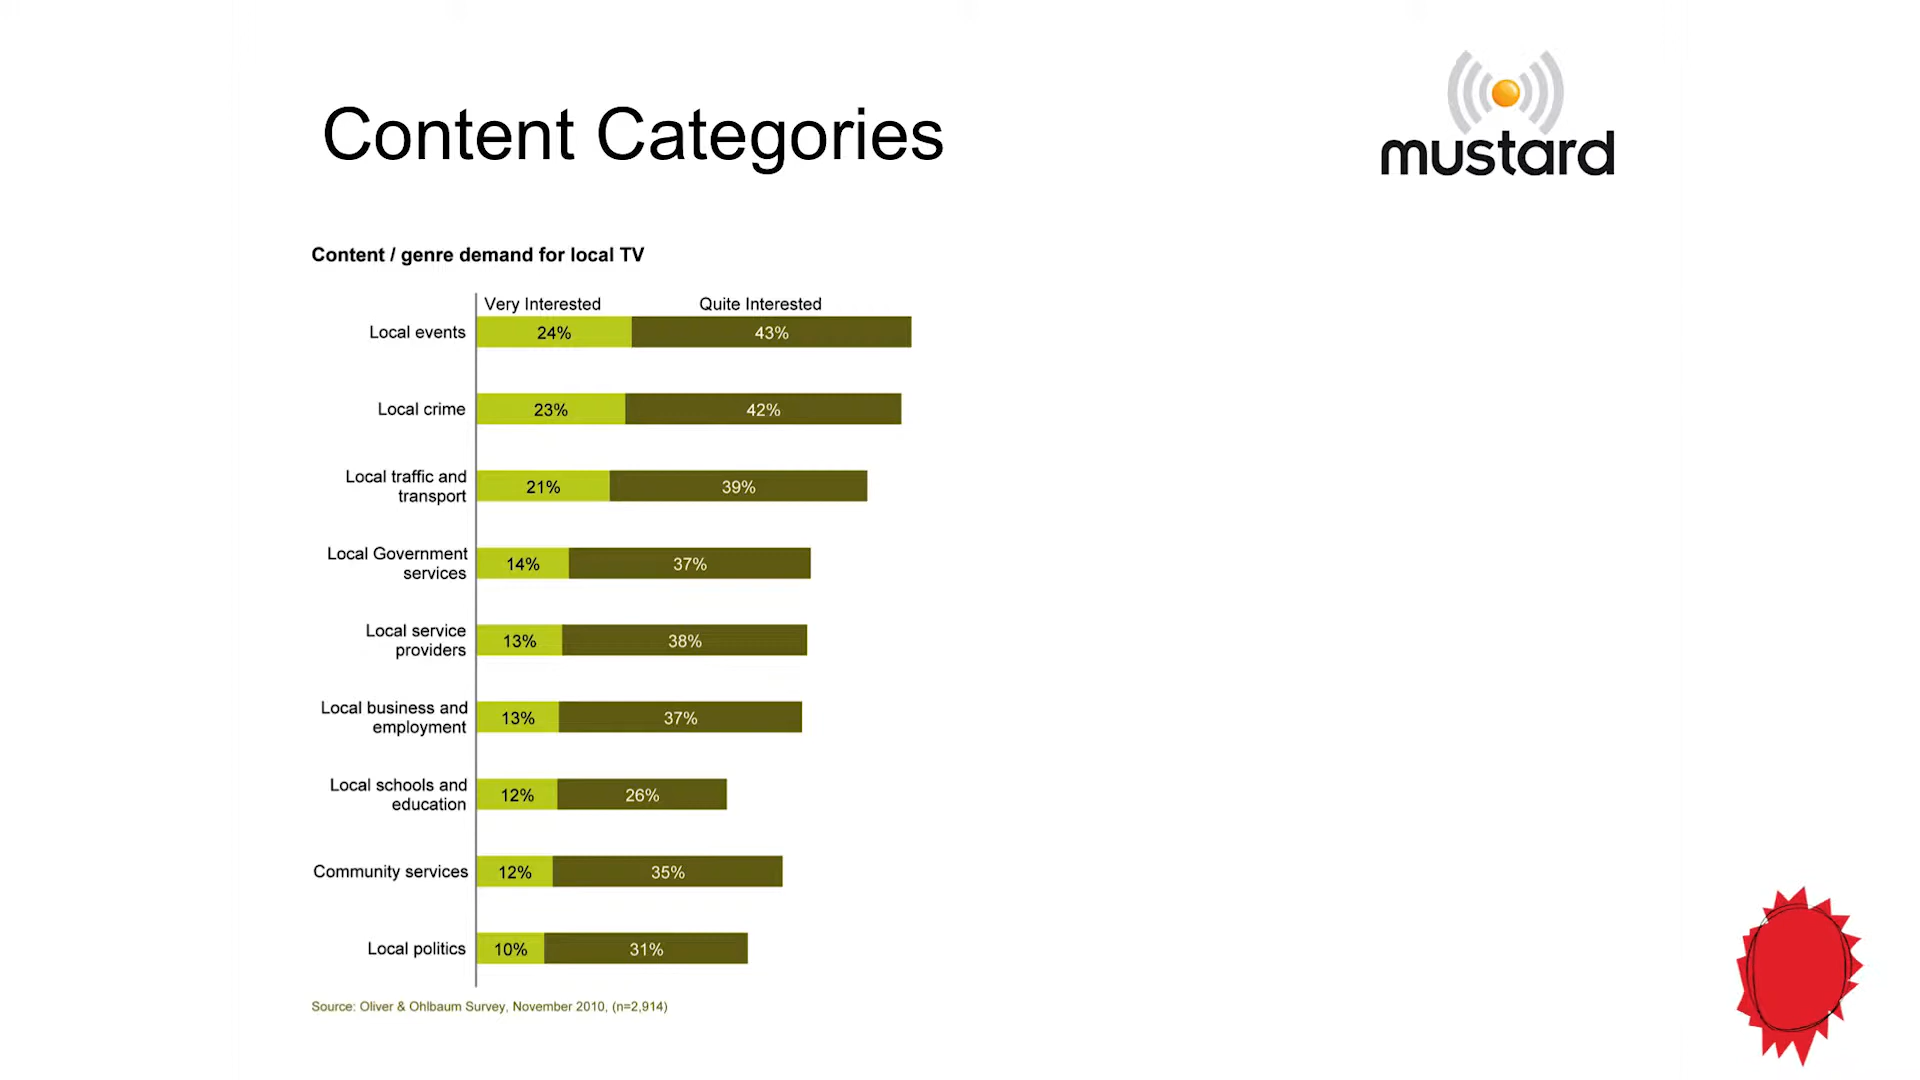 Content Categories
mustard
Content / genre demand for local TV
Very Interested Quite Interested
Local events 24% 43%
Local crime 23% 42%
Local traffic and
transport 21% 39%
Local Government
services 14% 37%
Local service
providers 13% 38%
Local business and
employment 13% 37%
Local schools and
education 12% 26%
Community services 12% 35%
Local politics 10% 31%
Source: Oliver & Ohlbaum Survey, November 2010, (n=2,914)